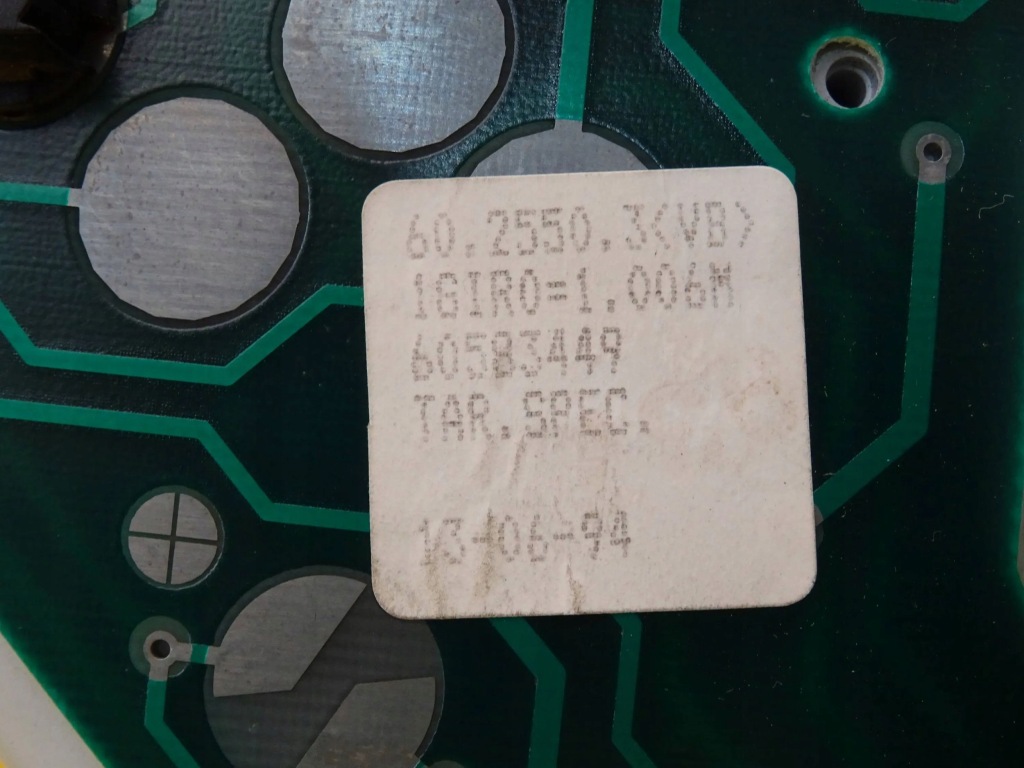 60.2550.3<VB>
1GIRO=1.006M
60583449
TAR.SPEC.
13-06-94